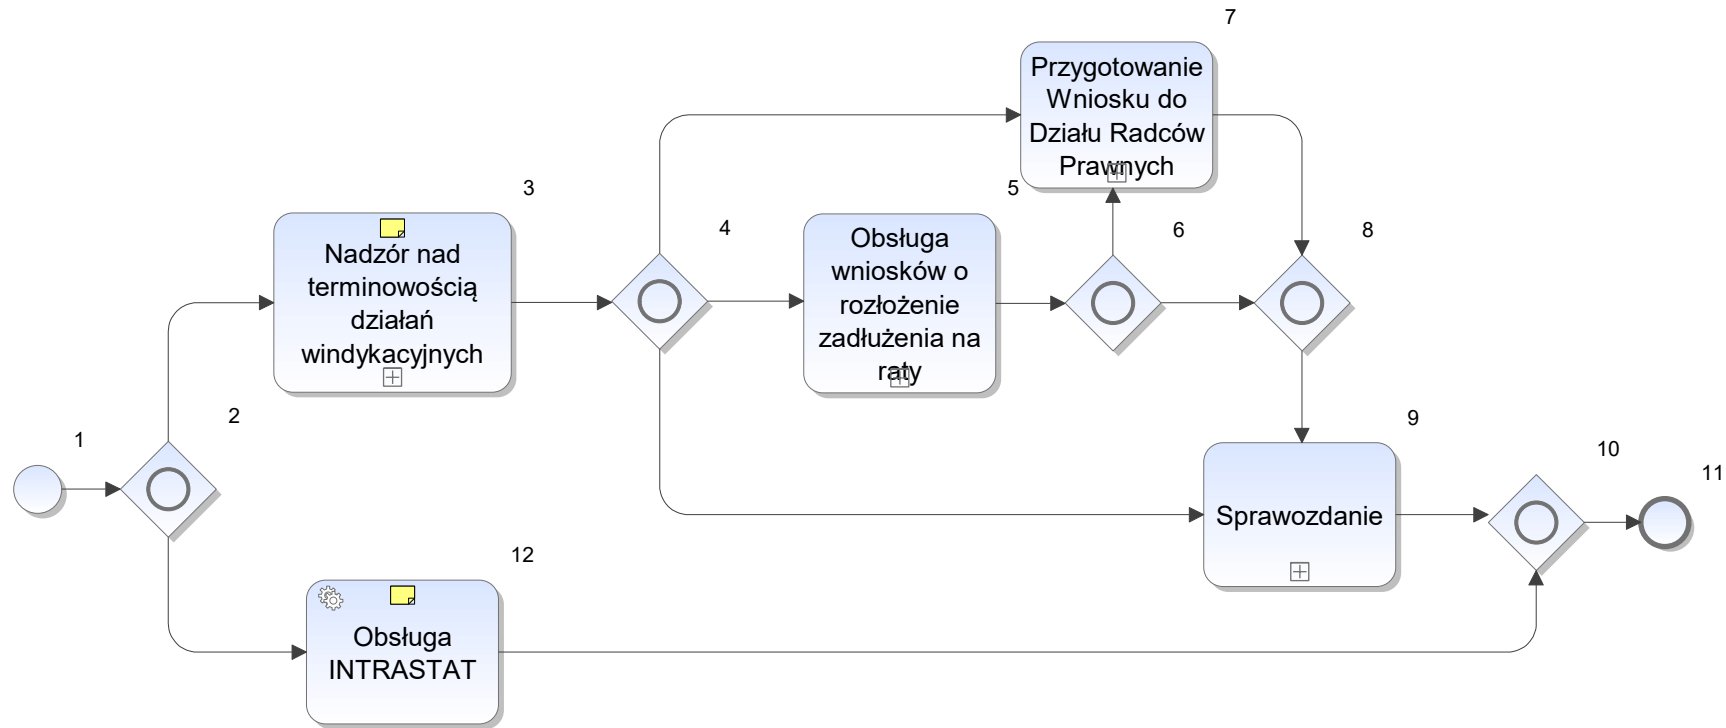 7
Przygotowanie
Wniosku do
Działu Radców
Prawnych
3
5
4
6
8
Nadzór nad
terminowością
działań
windykacyjnych
Obsługa
wniosków o
rozłożenie
zadłużenia na
raty
1
2
9
10
11
Sprawozdanie
12
Obsługa
INTRASTAT